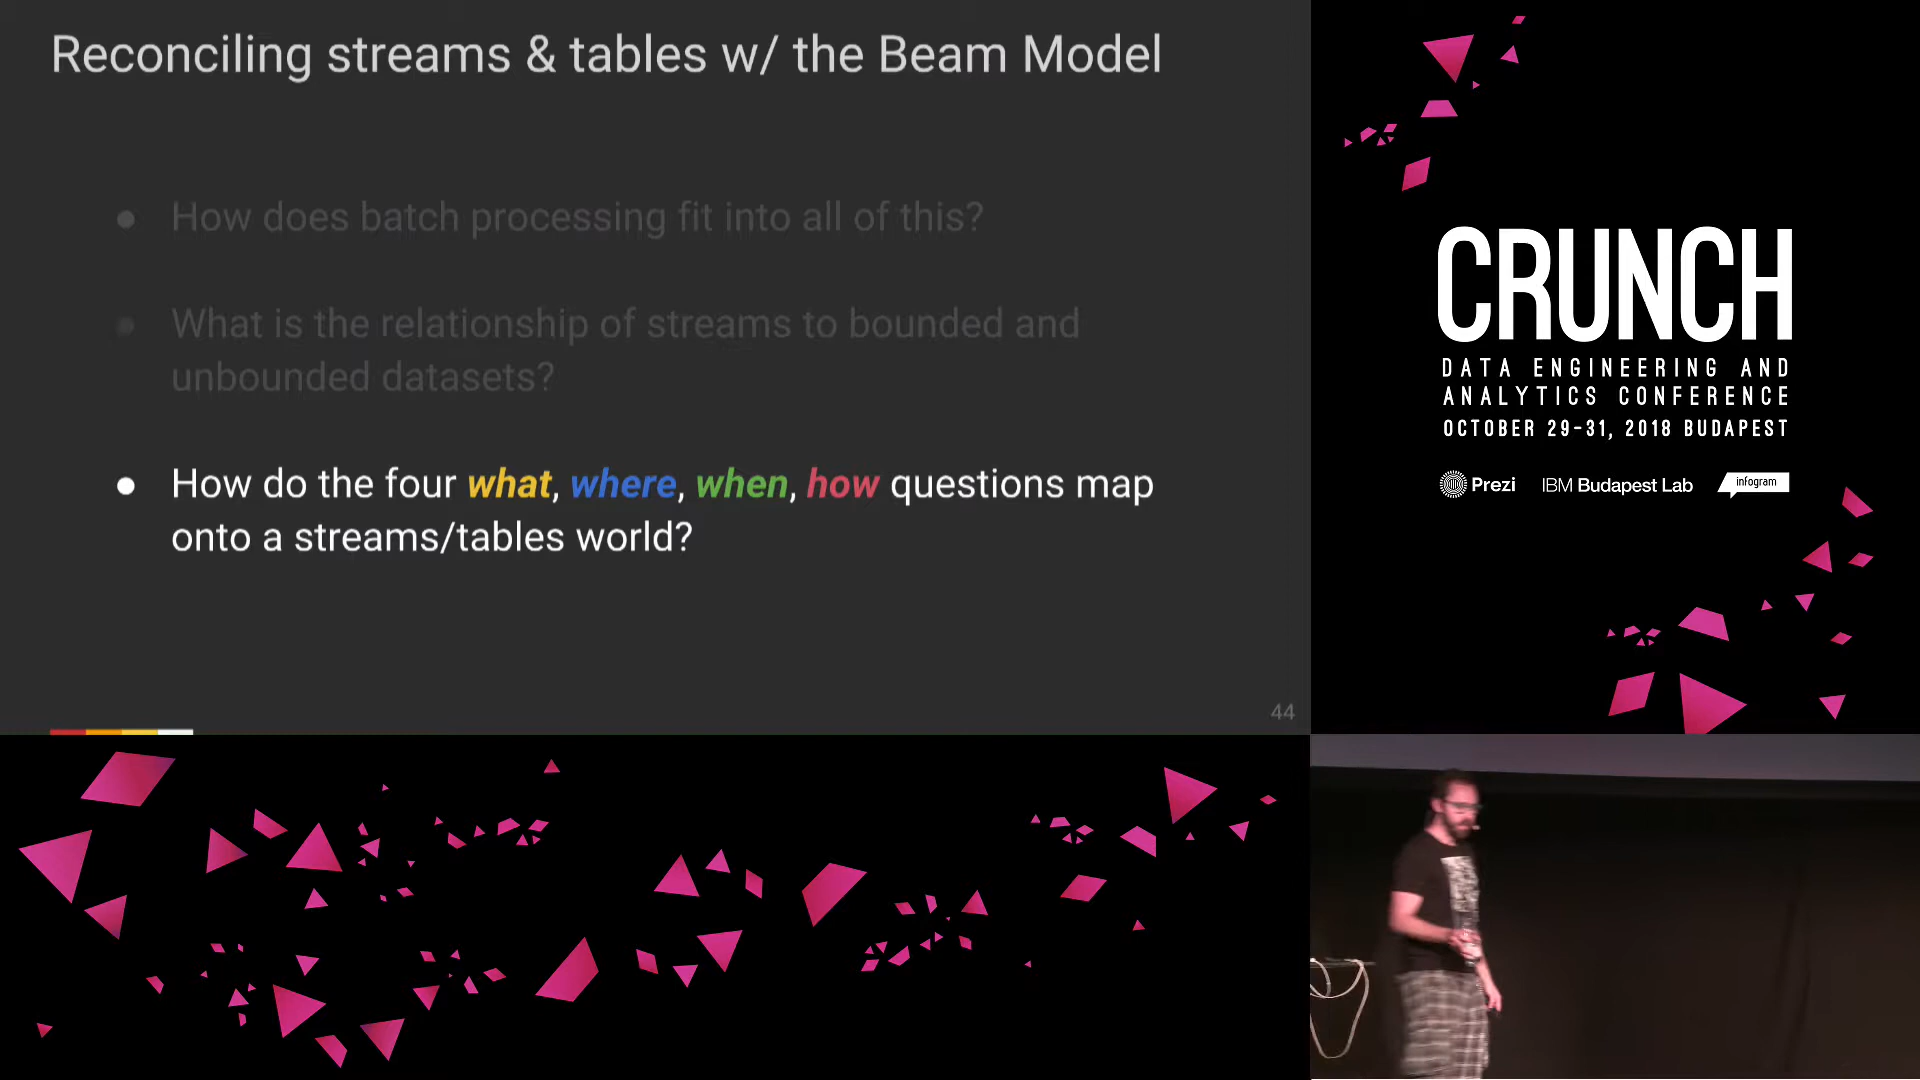 Reconciling streams & tables w/ the Beam Model
● How does batch processing fit into all of this?
● What is the relationship of streams to bounded and
unbounded datasets?
● How do the four what, where, when, how questions map
onto a streams/tables world?
44
CRUNCH
DATA ENGINEERING AND
ANALYTICS CONFERENCE
OCTOBER 29-31, 2018 BUDAPEST
Prezi IBM Budapest Lab infogram